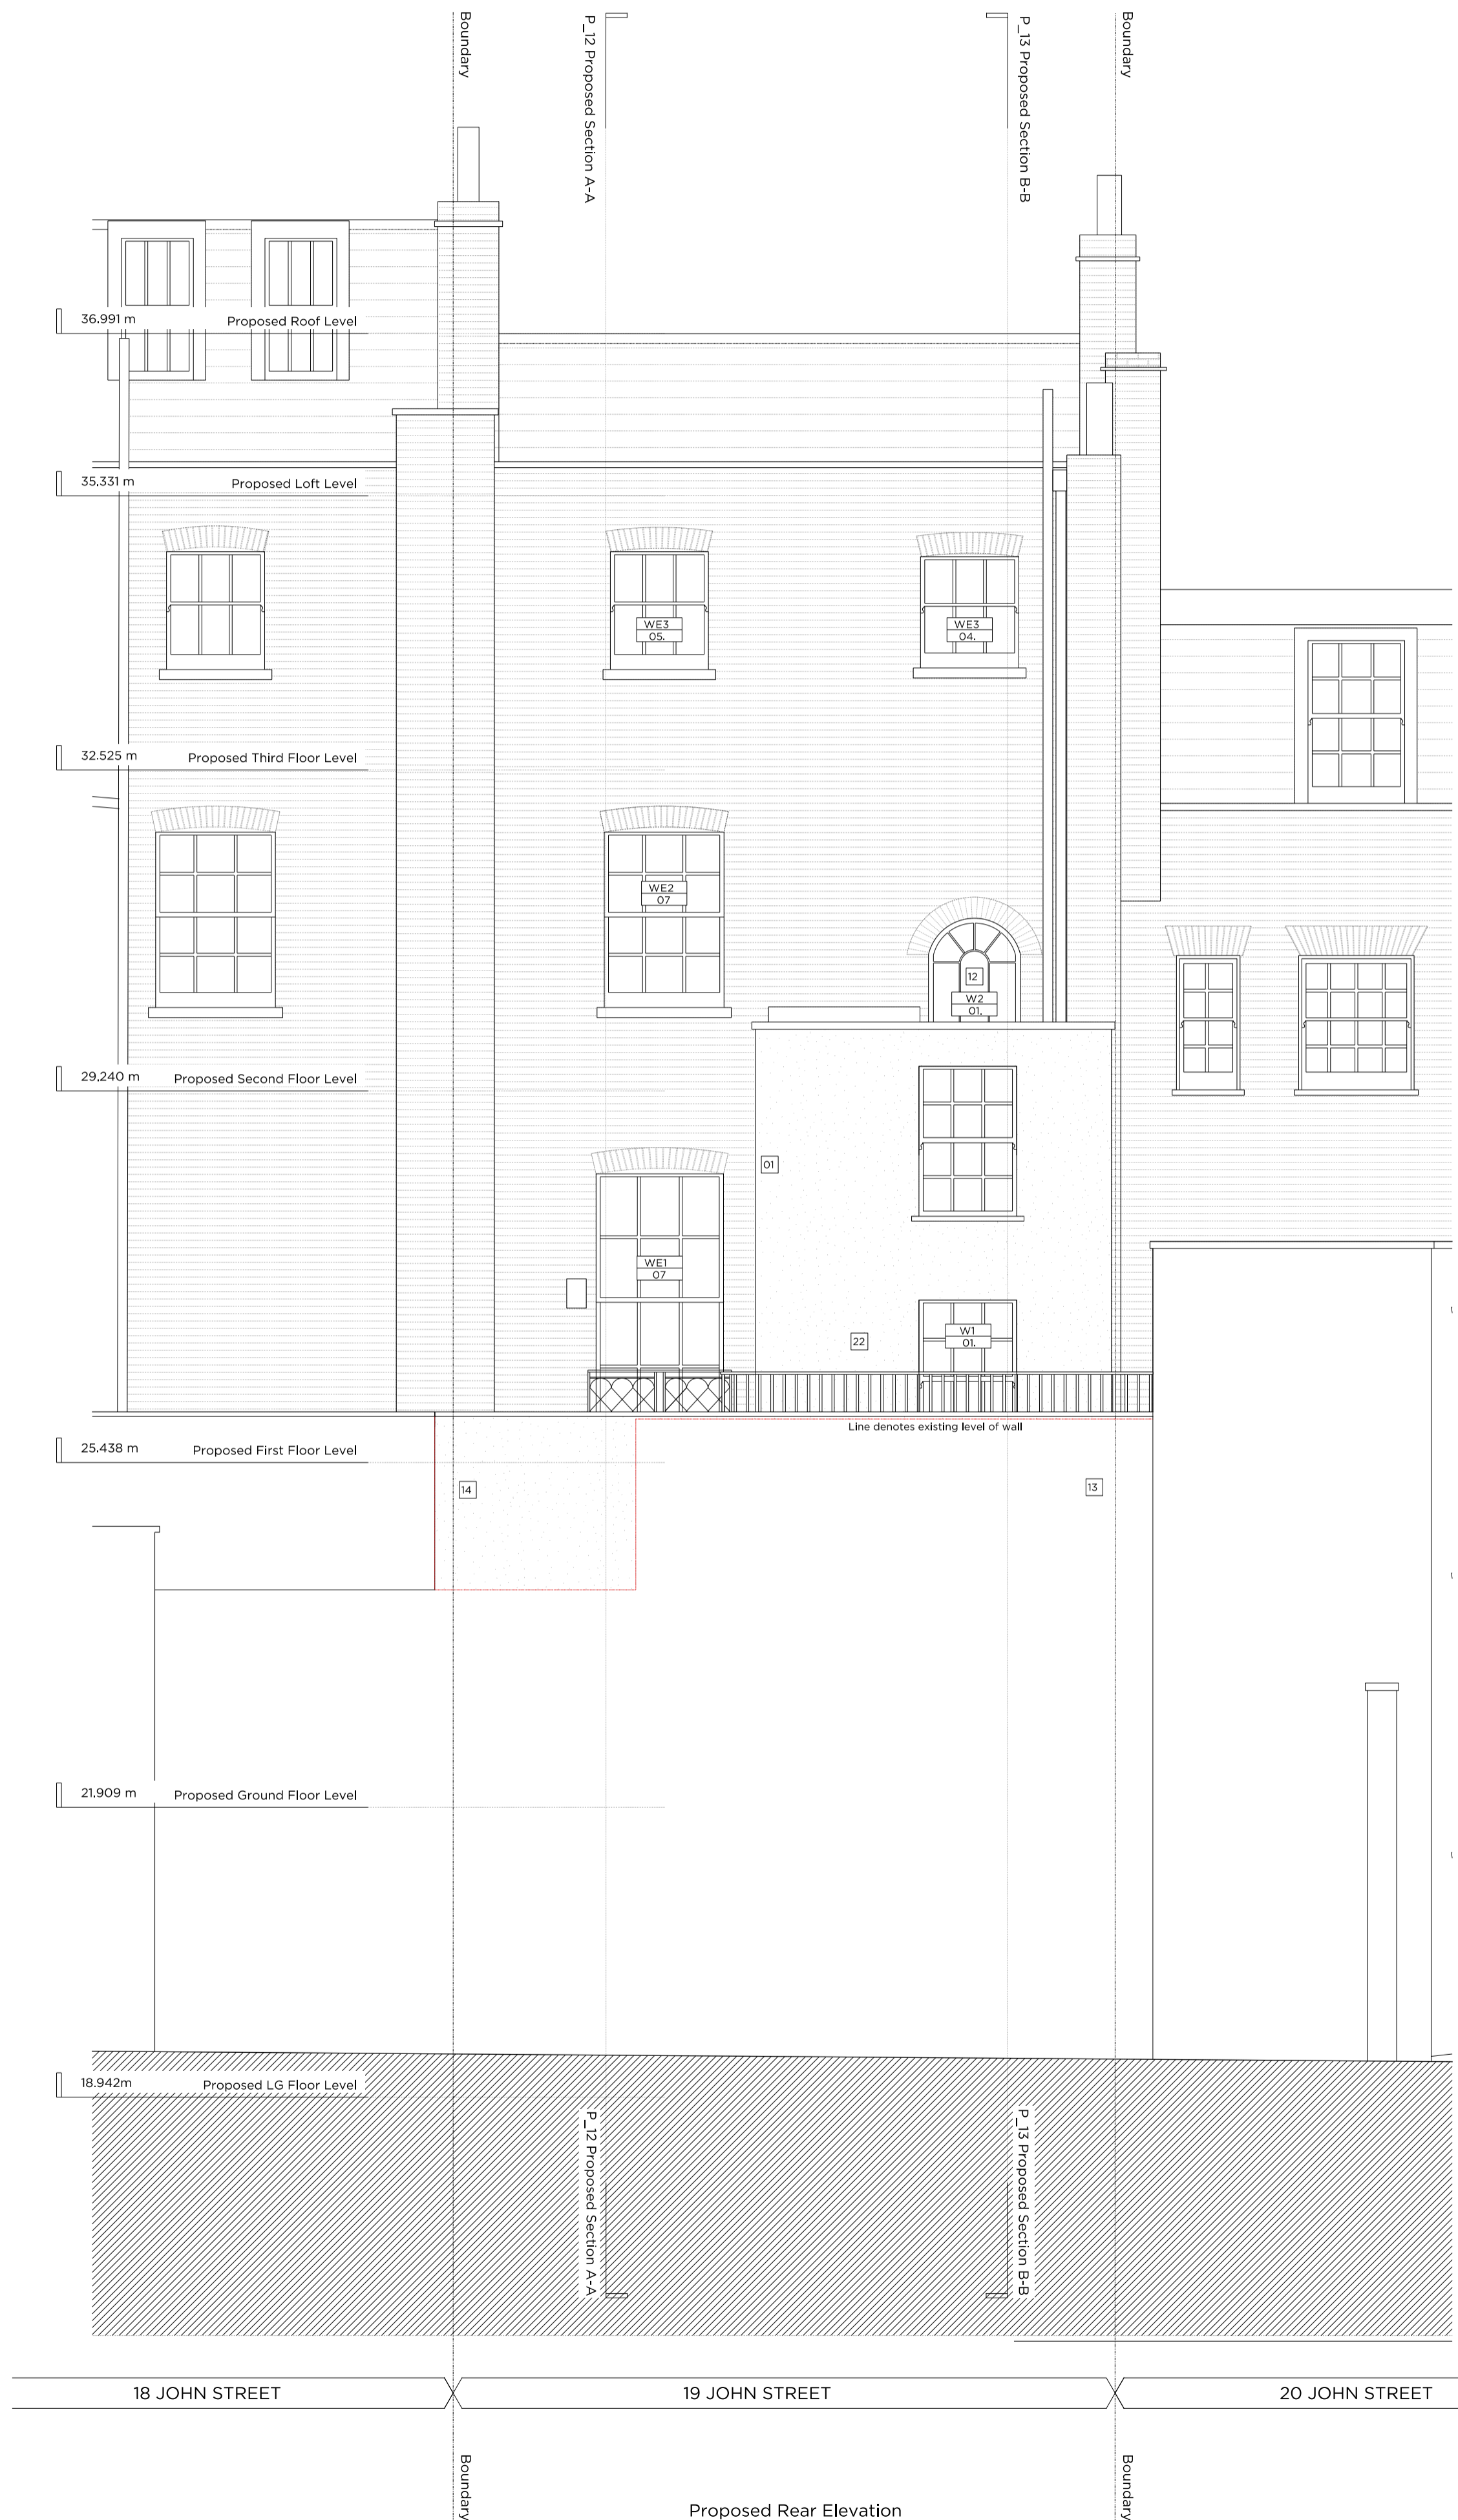 Boundary
P_12 Proposed Section A-A
P_13 Proposed Section B-B
Boundary
36.991 m Proposed Roof Level
35.331 m Proposed Loft Level
WE3
05.
WE3
04.
32.525 m Proposed Third Floor Level
WE2
07
12
W2
01.
29.240 m Proposed Second Floor Level
01
WE1
07
22
W1
01.
Line denotes existing level of wall
25.438 m Proposed First Floor Level
14
13
21.909 m Proposed Ground Floor Level
18.942m Proposed LG Floor Level
P_12 Proposed Section A-A
P_13 Proposed Section B-B
18 JOHN STREET
19 JOHN STREET
20 JOHN STREET
Boundary
Boundary
Proposed Rear Elevation